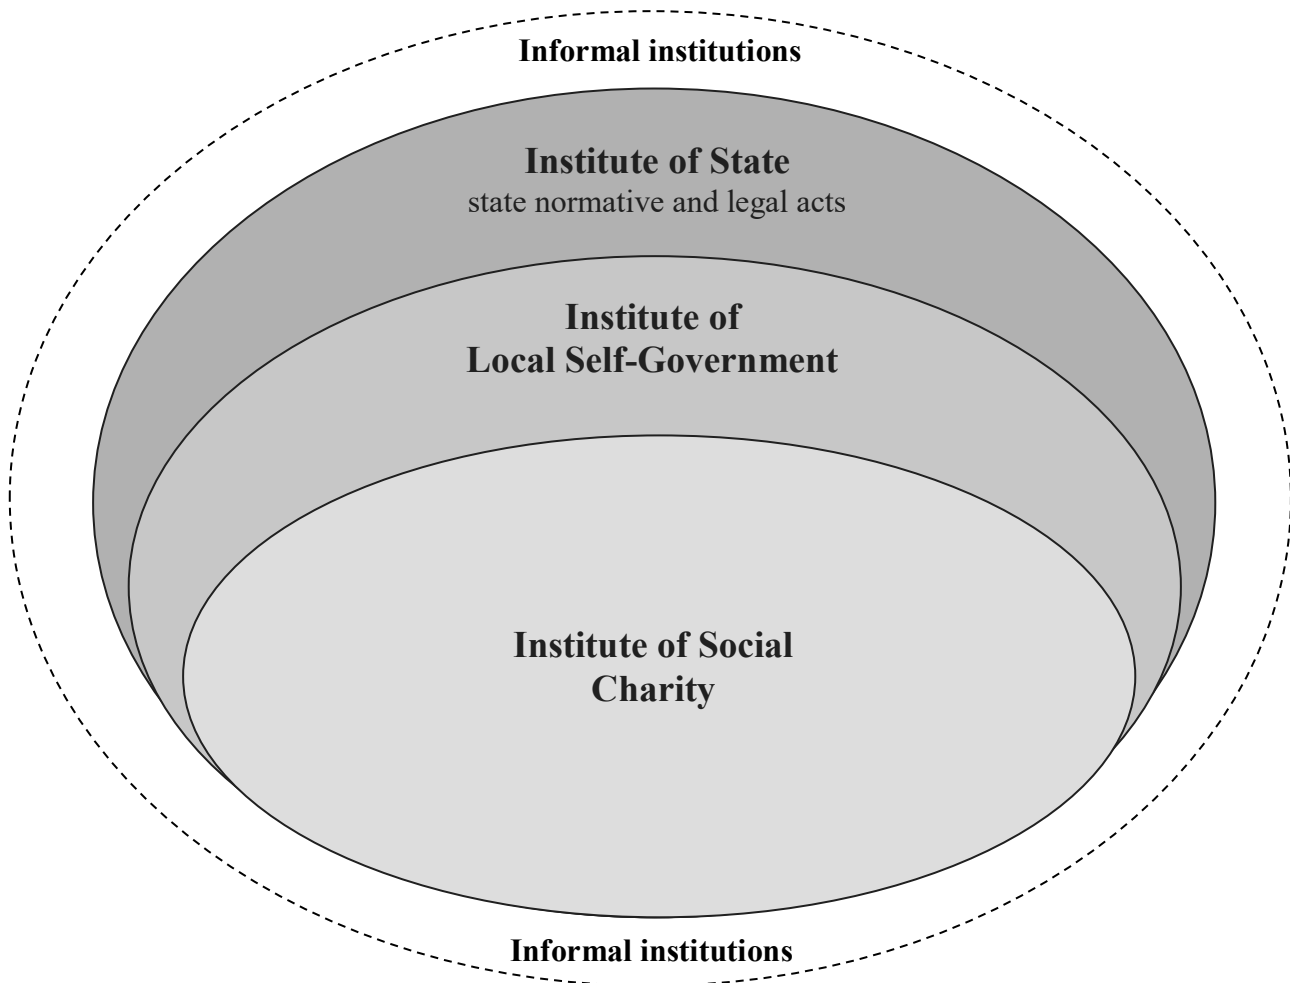 Informal institutions
Institute of State
state normative and legal acts
Institute of
Local Self-Government
Institute of Social
Charity
Informal institutions